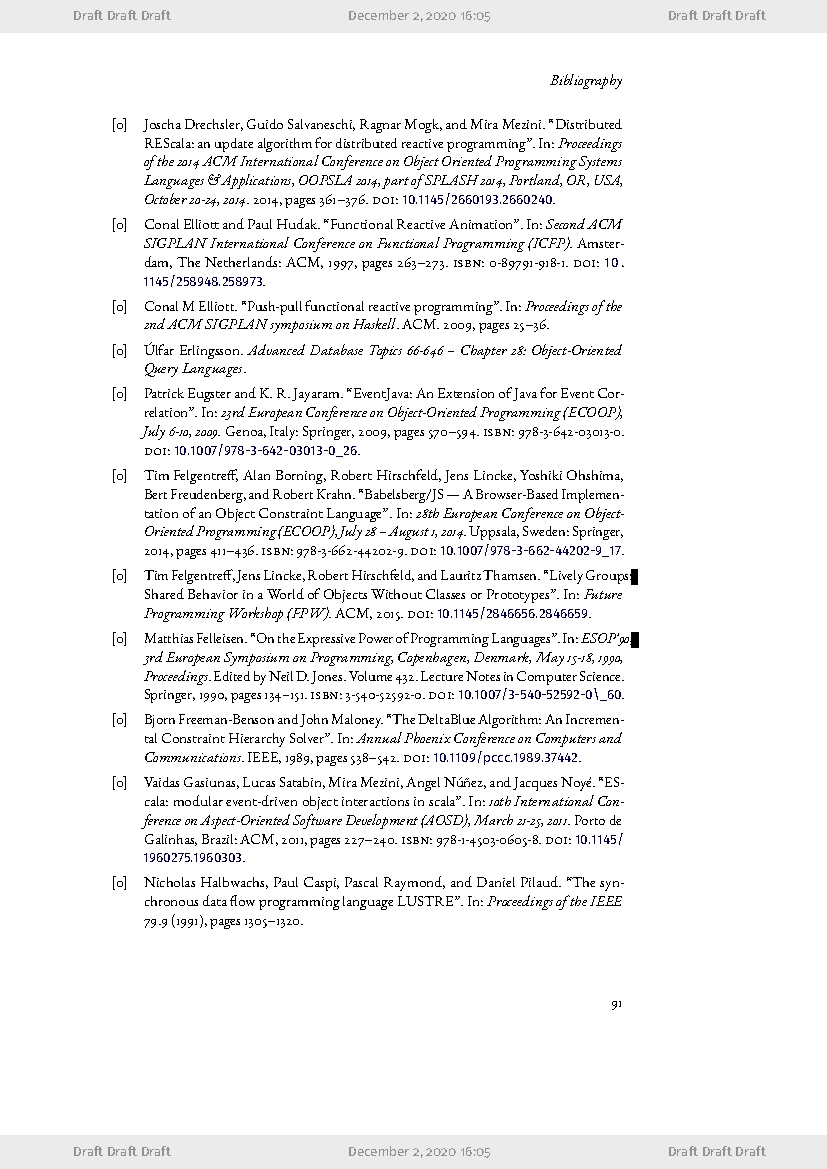 Draft Draft Draft December 2, 2020 16:05 Draft Draft Draft
Bibliography
[0] Joscha Drechsler, Guido Salvaneschi, Ragnar Mogk, and Mira Mezini. “Distributed
REScala: an update algorithm for distributed reactive programming”. In: Proceedings
of the 2014 ACM International Conference on Object Oriented Programming Systems
Languages & Applications, OOPSLA 2014, part of SPLASH 2014, Portland, OR, USA,
October 20-24, 2014. 2014, pages 361–376. DOI: 10.1145/2660193.2660240.
[0] Conal Elliott and Paul Hudak. “Functional Reactive Animation”. In: Second ACM
SIGPLAN International Conference on Functional Programming (ICFP). Amster-
dam, The Netherlands: ACM, 1997, pages 263–273. ISBN: 0-89791-918-1. DOI: 10.
1145/258948.258973.
[0] Conal M Elliott. “Push-pull functional reactive programming”. In: Proceedings of the
2nd ACM SIGPLAN symposium on Haskell. ACM. 2009, pages 25–36.
[0] Úlfar Erlingsson. Advanced Database Topics 66-646 – Chapter 28: Object-Oriented
Query Languages.
[0] Patrick Eugster and K. R. Jayaram. “EventJava: An Extension of Java for Event Cor-
relation”. In: 23rd European Conference on Object-Oriented Programming (ECOOP),
July 6-10, 2009. Genoa, Italy: Springer, 2009, pages 570–594. ISBN: 978-3-642-03013-0.
DOI: 10.1007/978-3-642-03013-0_26.
[0] Tim Felgentreff, Alan Borning, Robert Hirschfeld, Jens Lincke, Yoshiki Ohshima,
Bert Freudenberg, and Robert Krahn. “Babelsberg/JS — A Browser-Based Implemen-
tation of an Object Constraint Language”. In: 28th European Conference on Object-
Oriented Programming (ECOOP), July 28 – August 1, 2014. Uppsala, Sweden: Springer,
2014, pages 411–436. ISBN: 978-3-662-44202-9. DOI: 10.1007/978-3-662-44202-9_17.
[0] Tim Felgentreff, Jens Lincke, Robert Hirschfeld, and Lauritz Thamsen. “Lively Groups:
Shared Behavior in a World of Objects Without Classes or Prototypes”. In: Future
Programming Workshop (FPW). ACM, 2015. DOI: 10.1145/2846656.2846659.
[0] Matthias Felleisen. “On the Expressive Power of Programming Languages”. In: ESOP'90,
3rd European Symposium on Programming, Copenhagen, Denmark, May 15-18, 1990,
Proceedings. Edited by Neil D. Jones. Volume 432. Lecture Notes in Computer Science.
Springer, 1990, pages 134–151. ISBN: 3-540-52592-0. DOI: 10.1007/3-540-52592-0\_60.
[0] Bjorn Freeman-Benson and John Maloney. “The DeltaBlue Algorithm: An Incremen-
tal Constraint Hierarchy Solver”. In: Annual Phoenix Conference on Computers and
Communications. IEEE, 1989, pages 538–542. DOI: 10.1109/pccc.1989.37442.
[0] Vaidas Gasiunas, Lucas Satabin, Mira Mezini, Angel Núñez, and Jacques Noyé. “ES-
cala: modular event-driven object interactions in scala”. In: 10th International Con-
ference on Aspect-Oriented Software Development (AOSD), March 21-25, 2011. Porto de
Galinhas, Brazil: ACM, 2011, pages 227–240. ISBN: 978-1-4503-0605-8. DOI: 10.1145/
1960275.1960303.
[0] Nicholas Halbwachs, Paul Caspi, Pascal Raymond, and Daniel Pilaud. “The syn-
chronous data flow programming language LUSTRE”. In: Proceedings of the IEEE
79.9 (1991), pages 1305–1320.
91
Draft Draft Draft December 2, 2020 16:05 Draft Draft Draft